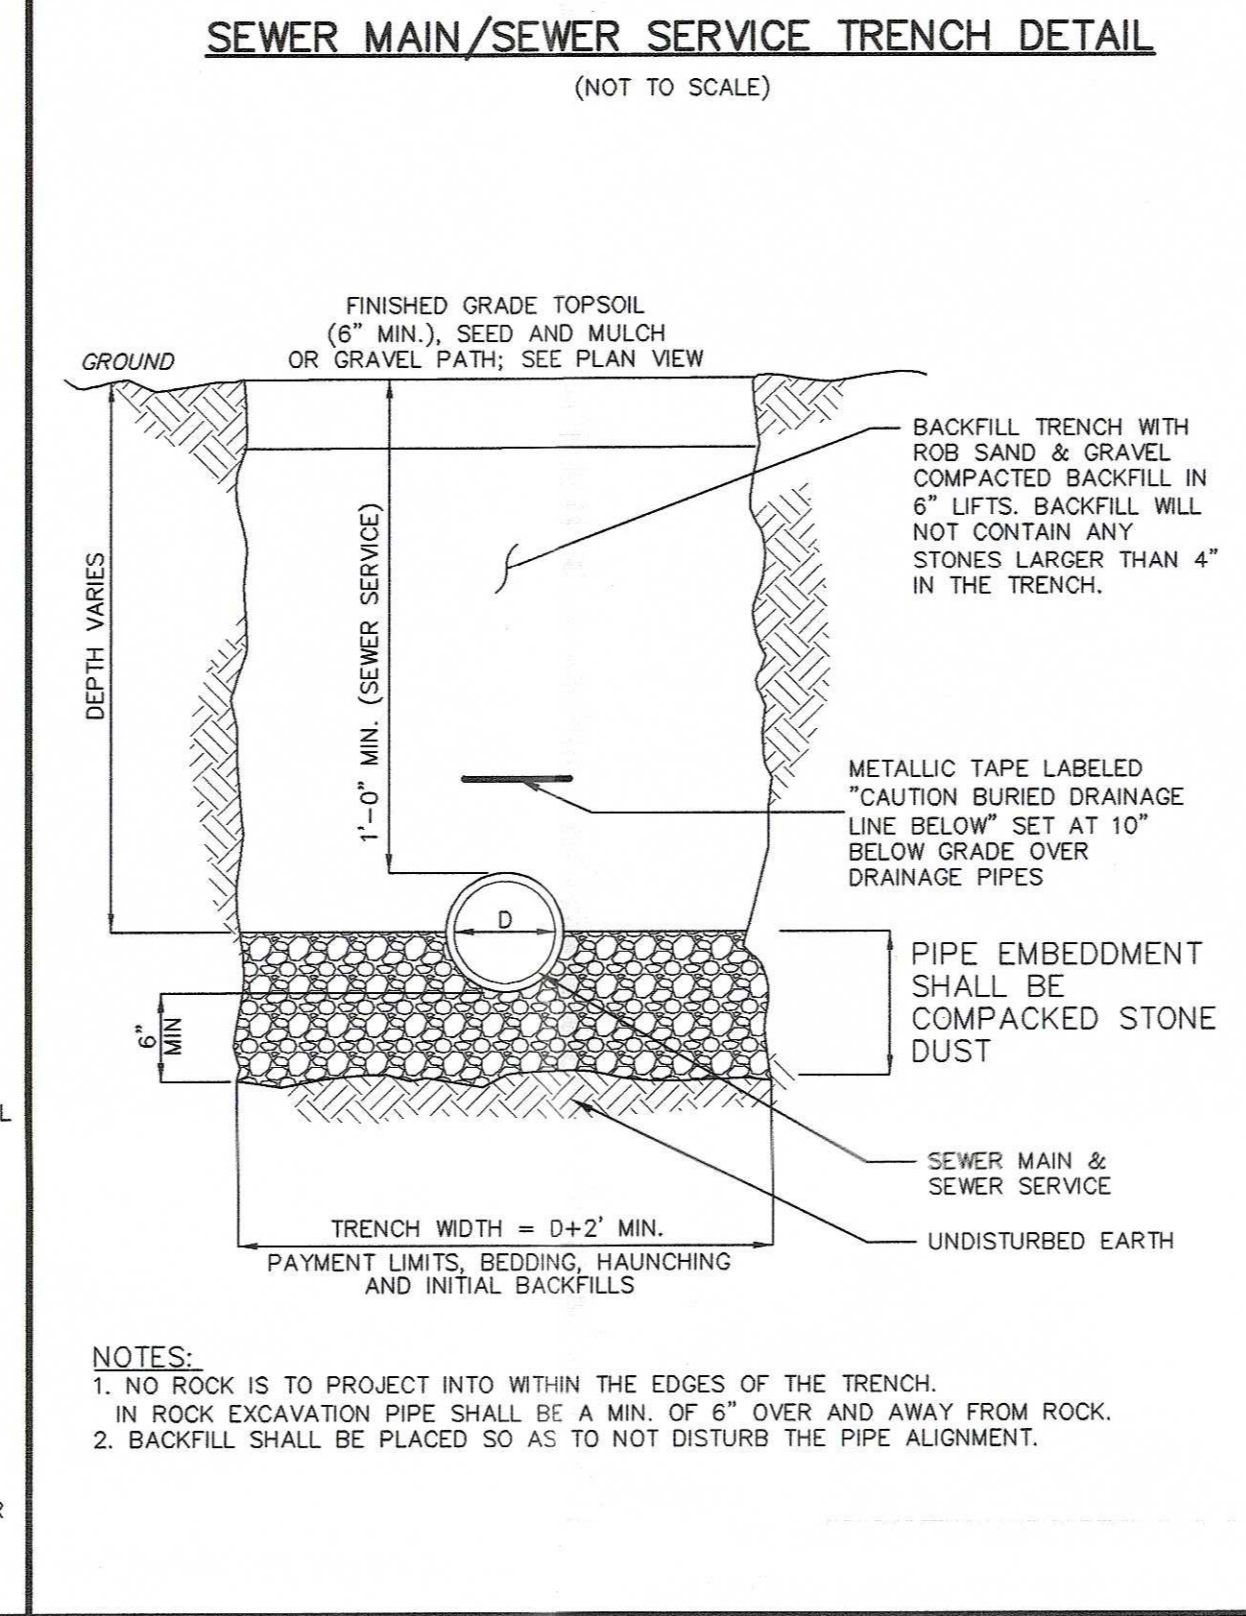 SEWER MAIN/SEWER SERVICE TRENCH DETAIL
(NOT TO SCALE)
FINISHED GRADE TOPSOIL
(6" MIN.), SEED AND MULCH
OR GRAVEL PATH; SEE PLAN VIEW
GROUND
BACKFILL TRENCH WITH
ROB SAND & GRAVEL
COMPACTED BACKFILL IN
6" LIFTS. BACKFILL WILL
NOT CONTAIN ANY
STONES LARGER THAN 4"
IN THE TRENCH.
DEPTH VARIES
1'-0" MIN. (SEWER SERVICE)
METALLIC TAPE LABELED
"CAUTION BURIED DRAINAGE
LINE BELOW" SET AT 10"
BELOW GRADE OVER
DRAINAGE PIPES
D
PIPE EMBEDDMENT
SHALL BE
COMPACKED STONE
DUST
6"
MIN
L
SEWER MAIN &
SEWER SERVICE
UNDISTURBED EARTH
TRENCH WIDTH = D+2' MIN.
PAYMENT LIMITS, BEDDING, HAUNCHING
AND INITIAL BACKFILLS
NOTES:
1. NO ROCK IS TO PROJECT INTO WITHIN THE EDGES OF THE TRENCH.
IN ROCK EXCAVATION PIPE SHALL BE A MIN. OF 6" OVER AND AWAY FROM ROCK.
2. BACKFILL SHALL BE PLACED SO AS TO NOT DISTURB THE PIPE ALIGNMENT.
R